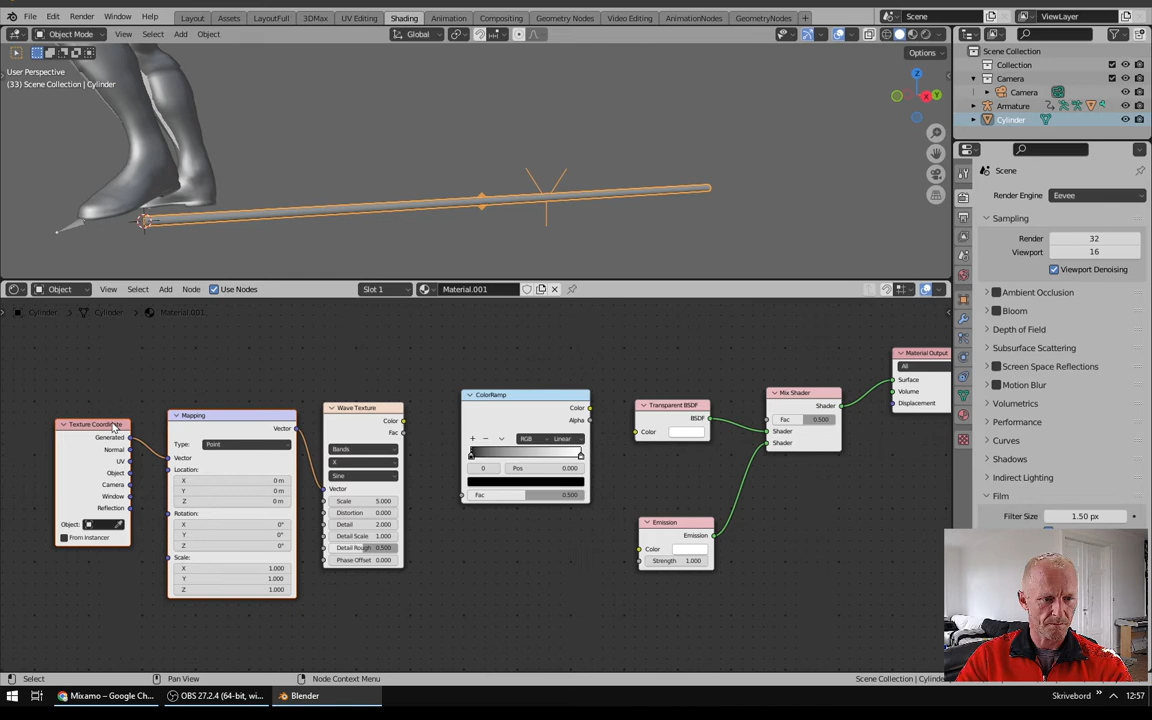 File Edit Render Window Help Layout Assets LayoutFull 3DMax UV Editing Shading Animation Compositing Geometry Nodes Video Editing AnimationNodes GeometryNodes + Scene ViewLayer
Object Mode View Select Add Object Global
Options
User Perspective
(33) Scene Collection | Cylinder
Z
X
Y
Scene Collection
Collection
Camera
Camera
Armature
Cylinder
Scene
Render Engine Eevee
Sampling
Render 32
Viewport 16
Viewport Denoising
Ambient Occlusion
Bloom
Depth of Field
Subsurface Scattering
Screen Space Reflections
Motion Blur
Volumetrics
Performance
Curves
Shadows
Indirect Lighting
Film
Filter Size 1.50 px
Object View Select Add Node Use Nodes Slot 1 Material.001
Cylinder Cylinder Material.001
Texture Coordinate
Generated
Normal
UV
Object
Camera
Window
Reflection
Object:
From Instancer
Mapping
Vector
Type: Point
Vector
Location:
X 0 m
Y 0 m
Z 0 m
Rotation:
X 0°
Y 0°
Z 0°
Scale:
X 1.000
Y 1.000
Z 1.000
Wave Texture
Color
Fac
Bands
X
Sine
Vector
Scale 5.000
Distortion 0.000
Detail 2.000
Detail Scale 1.000
Detail Rough 0.500
Phase Offset 0.000
ColorRamp
Color
Alpha
+ − RGB Linear
0 Pos 0.000
Fac 0.500
Transparent BSDF
BSDF
Color
Emission
Emission
Color
Strength 1.000
Mix Shader
Shader
Fac 0.500
Shader
Shader
Material Output
All
Surface
Volume
Displacement
Select Pan View Node Context Menu Scene Collection | Cylinde
Mixamo – Google Ch... OBS 27.2.4 (64-bit, wi... Blender Skrivebord 12:57